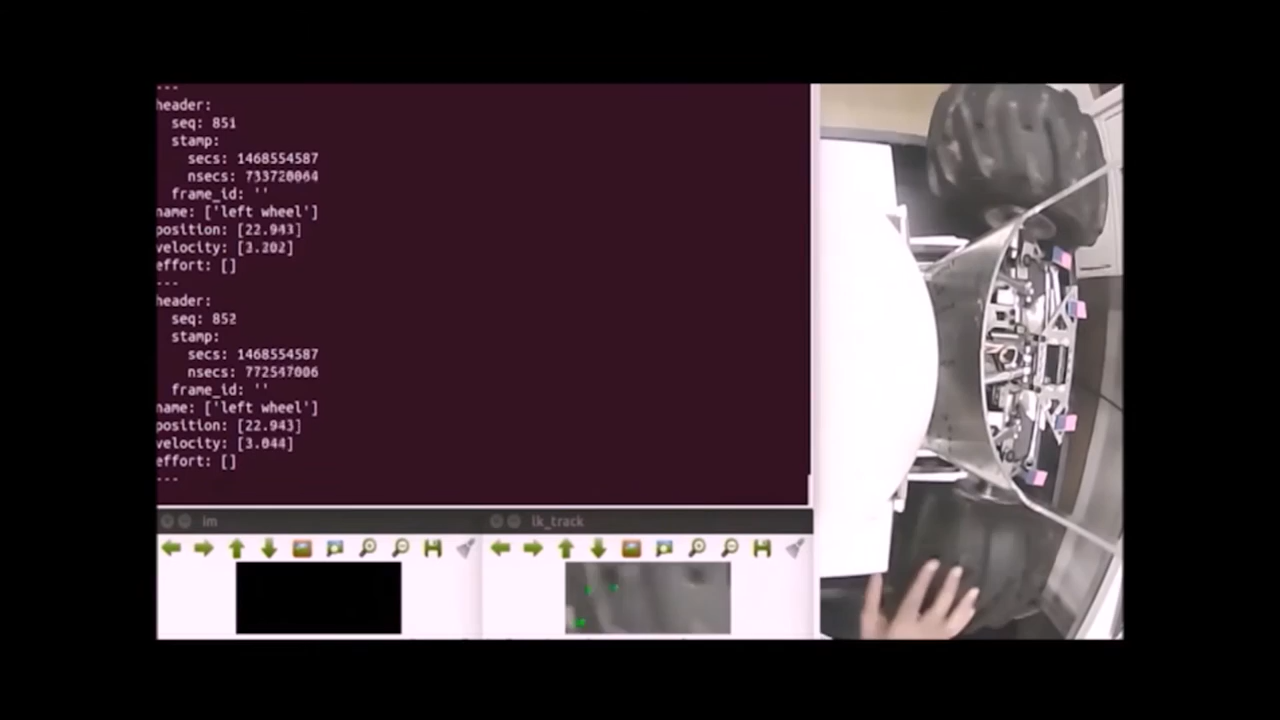 ---
header:
seq: 851
stamp:
secs: 1468554587
nsecs: 733728064
frame_id: ''
name: ['left wheel']
position: [22.943]
velocity: [3.202]
effort: []
---
header:
seq: 852
stamp:
secs: 1468554587
nsecs: 772547006
frame_id: ''
name: ['left wheel']
position: [22.943]
velocity: [3.044]
effort: []
---
im
lk_track